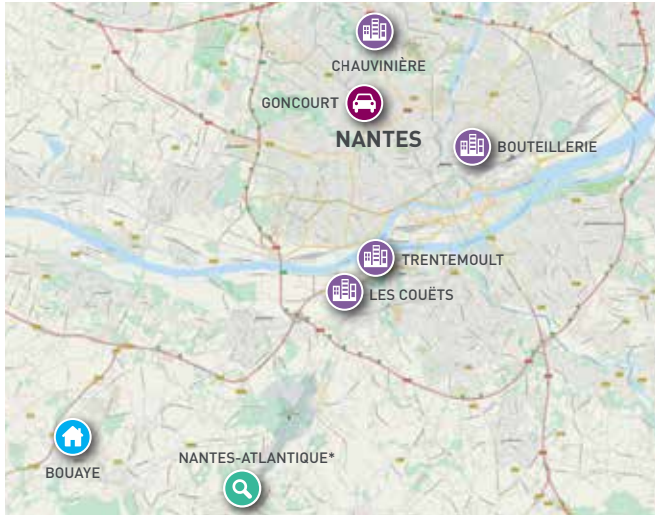 CHAUVINIÈRE
GONCOURT
NANTES
BOUTEILLERIE
TRENTEMOULT
LES COUËTS
BOUAYE
NANTES-ATLANTIQUE*